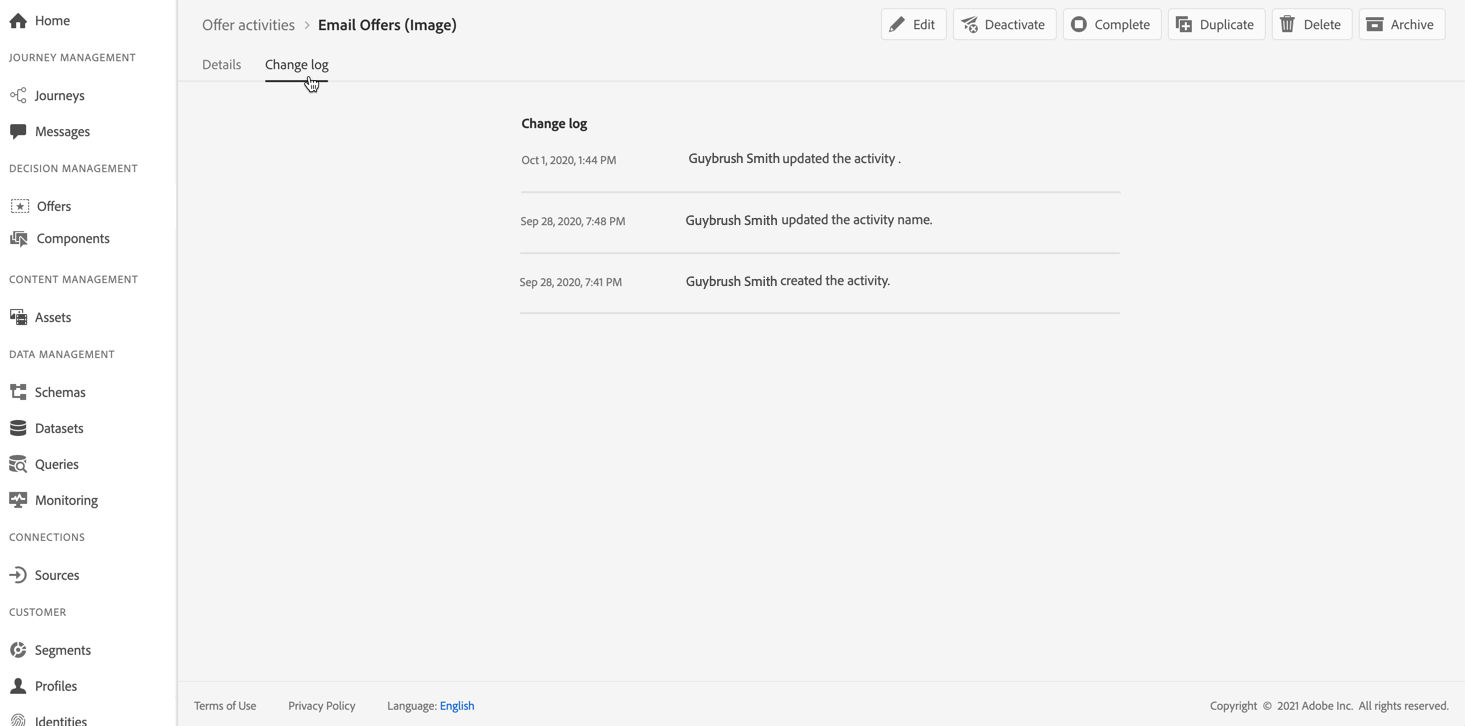 Home
JOURNEY MANAGEMENT
Journeys
Messages
DECISION MANAGEMENT
Offers
Components
CONTENT MANAGEMENT
Assets
DATA MANAGEMENT
Schemas
Datasets
Queries
Monitoring
CONNECTIONS
Sources
CUSTOMER
Segments
Profiles
Identities
Offer activities > Email Offers (Image)
Edit Deactivate Complete Duplicate Delete Archive
Details Change log
Change log
Oct 1, 2020, 1:44 PM Guybrush Smith updated the activity .
Sep 28, 2020, 7:48 PM Guybrush Smith updated the activity name.
Sep 28, 2020, 7:41 PM Guybrush Smith created the activity.
Terms of Use Privacy Policy Language: English Copyright © 2021 Adobe Inc. All rights reserved.